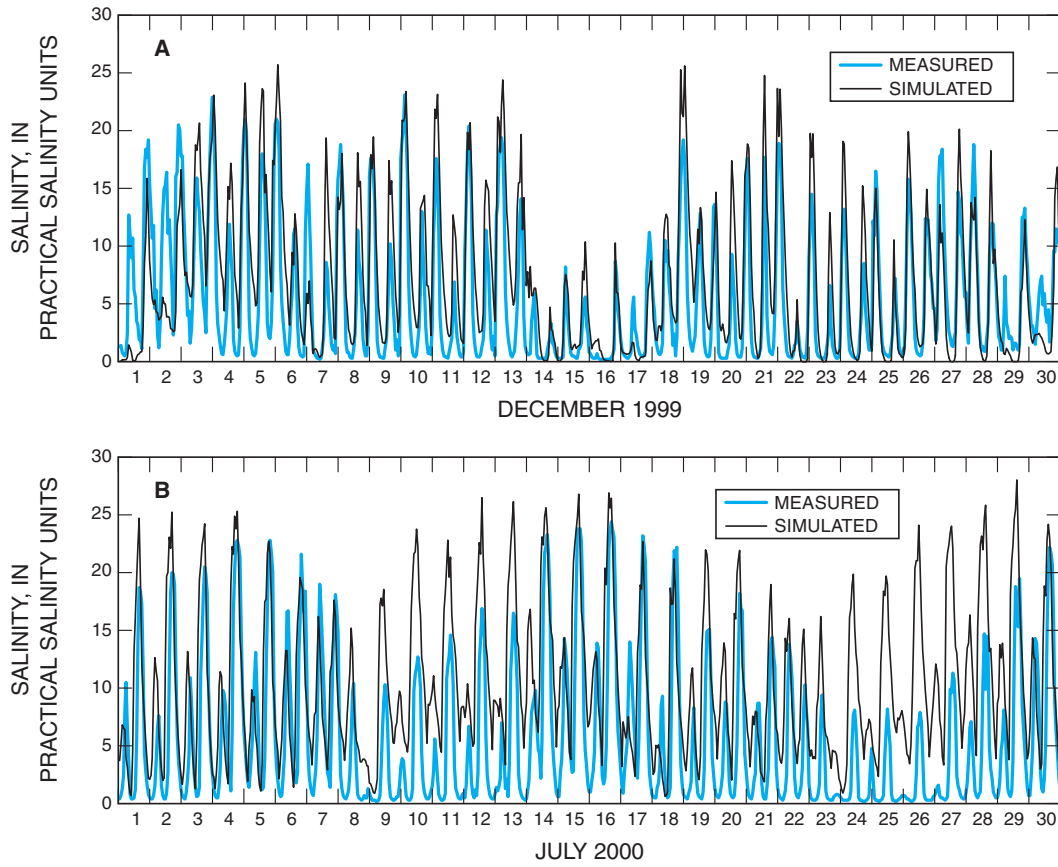 30
25
20
15
10
5
0
SALINITY, IN
PRACTICAL SALINITY UNITS
A
MEASURED
SIMULATED
1 2 3 4 5 6 7 8 9 10 11 12 13 14 15 16 17 18 19 20 21 22 23 24 25 26 27 28 29 30
DECEMBER 1999
30
25
20
15
10
5
0
SALINITY, IN
PRACTICAL SALINITY UNITS
B
MEASURED
SIMULATED
1 2 3 4 5 6 7 8 9 10 11 12 13 14 15 16 17 18 19 20 21 22 23 24 25 26 27 28 29 30
JULY 2000